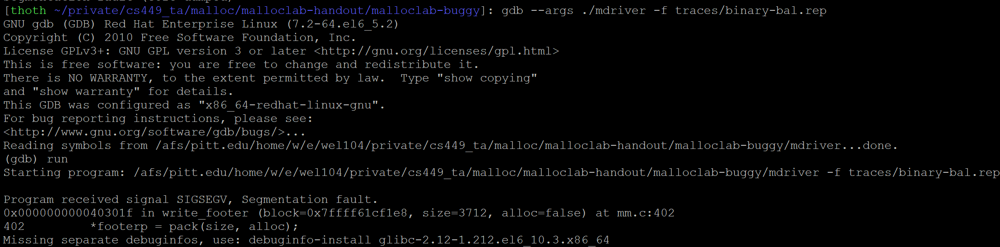 [thoth ~/private/cs449_ta/malloc/malloclab-handout/malloclab-buggy]: gdb --args ./mdriver -f traces/binary-bal.rep
GNU gdb (GDB) Red Hat Enterprise Linux (7.2-64.el6_5.2)
Copyright (C) 2010 Free Software Foundation, Inc.
License GPLv3+: GNU GPL version 3 or later <http://gnu.org/licenses/gpl.html>
This is free software: you are free to change and redistribute it.
There is NO WARRANTY, to the extent permitted by law.  Type "show copying"
and "show warranty" for details.
This GDB was configured as "x86_64-redhat-linux-gnu".
For bug reporting instructions, please see:
<http://www.gnu.org/software/gdb/bugs/>...
Reading symbols from /afs/pitt.edu/home/w/e/wel104/private/cs449_ta/malloc/malloclab-handout/malloclab-buggy/mdriver...done.
(gdb) run
Starting program: /afs/pitt.edu/home/w/e/wel104/private/cs449_ta/malloc/malloclab-handout/malloclab-buggy/mdriver -f traces/binary-bal.rep
Program received signal SIGSEGV, Segmentation fault.
0x000000000040301f in write_footer (block=0x7ffff61cf1e8, size=3712, alloc=false) at mm.c:402
402         *footerp = pack(size, alloc);
Missing separate debuginfos, use: debuginfo-install glibc-2.12-1.212.el6_10.3.x86_64